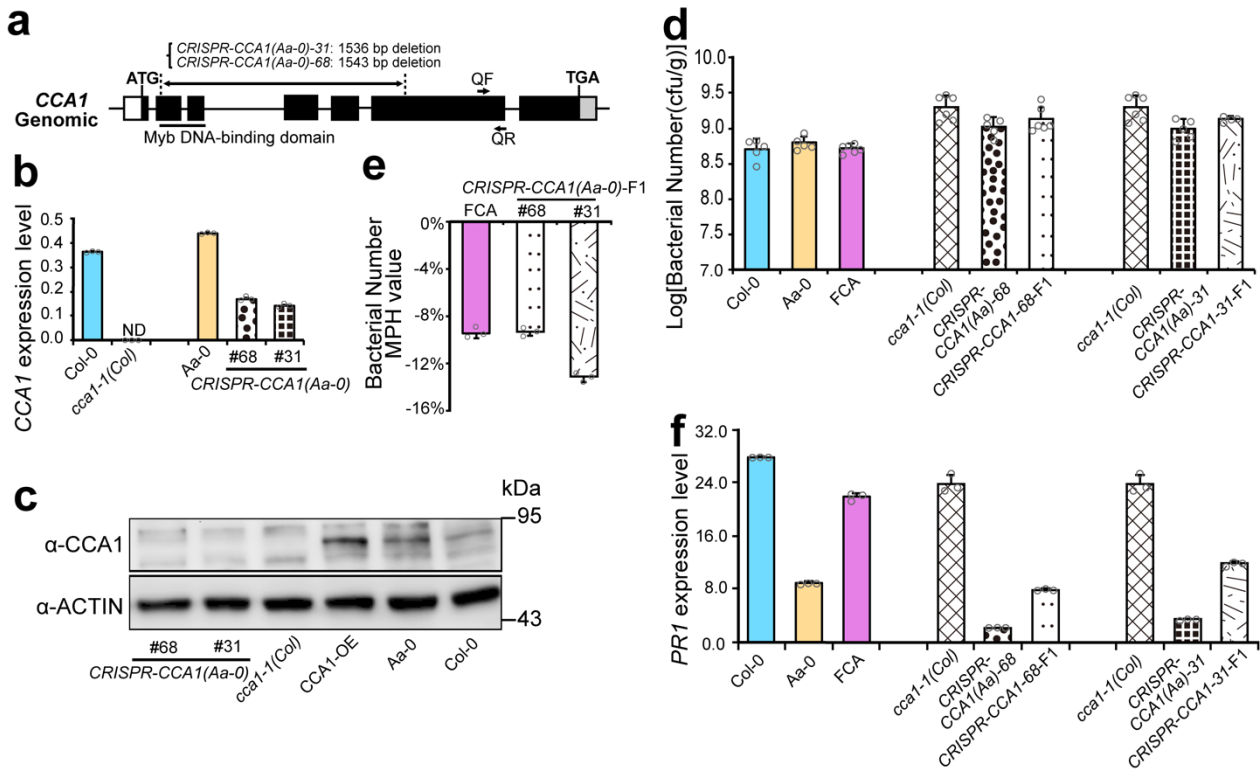 a
CRISPR-CCA1(Aa-0)-31: 1536 bp deletion
CRISPR-CCA1(Aa-0)-68: 1543 bp deletion
ATG
QF
TGA
CCA1
Genomic
Myb DNA-binding domain
QR
b
CCA1 expression level
0.5
0.4
0.3
0.2
0.1
0.0
ND
Col-0
cca1-1(Col)
Aa-0
#68
#31
CRISPR-CCA1(Aa-0)
e
CRISPR-CCA1(Aa-0)-F1
FCA
#68
#31
Bacterial Number
MPH value
0%
-4%
-8%
-12%
-16%
c
kDa
95
α-CCA1
α-ACTIN
43
#68
#31
CRISPR-CCA1(Aa-0)
cca1-1(Col)
CCA1-OE
Aa-0
Col-0
d
Log[Bacterial Number(cfu/g)]
10.0
9.5
9.0
8.5
8.0
7.5
7.0
Col-0
Aa-0
FCA
cca1-1(Col)
CRISPR-
CCA1(Aa)-68
CRISPR-CCA1-68-F1
cca1-1(Col)
CRISPR-
CCA1(Aa)-31
CRISPR-CCA1-31-F1
f
PR1 expression level
32.0
24.0
16.0
8.0
0.0
Col-0
Aa-0
FCA
cca1-1(Col)
CRISPR-
CCA1(Aa)-68
CRISPR-CCA1-68-F1
cca1-1(Col)
CRISPR-
CCA1(Aa)-31
CRISPR-CCA1-31-F1